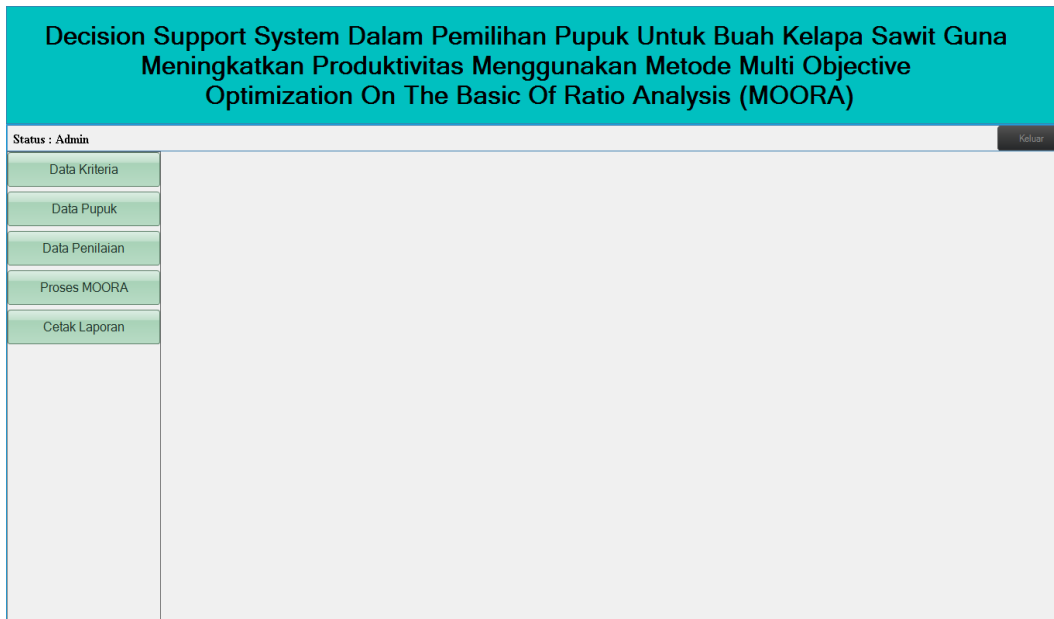 Decision Support System Dalam Pemilihan Pupuk Untuk Buah Kelapa Sawit Guna
Meningkatkan Produktivitas Menggunakan Metode Multi Objective
Optimization On The Basic Of Ratio Analysis (MOORA)
Status : Admin
Keluar
Data Kriteria
Data Pupuk
Data Penilaian
Proses MOORA
Cetak Laporan